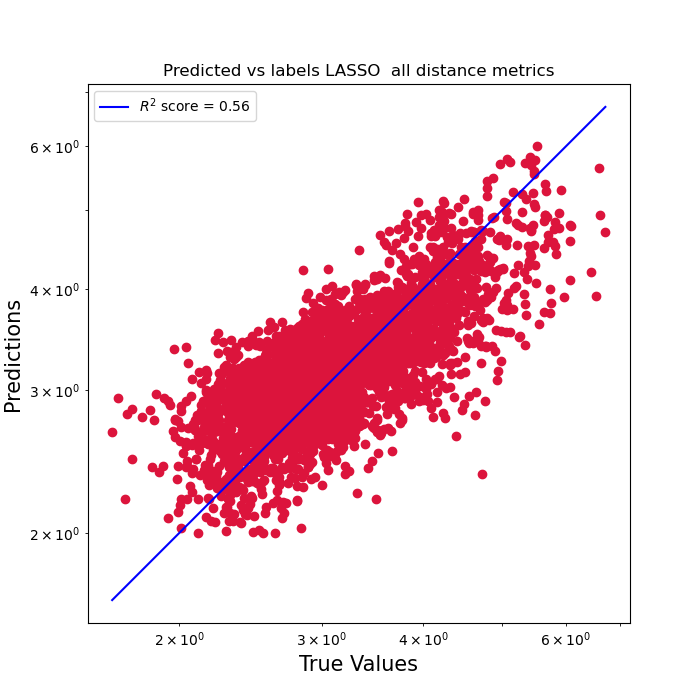 Predicted vs labels LASSO  all distance metrics
R² score = 0.56
6 × 10⁰
4 × 10⁰
3 × 10⁰
2 × 10⁰
Predictions
2 × 10⁰ 3 × 10⁰ 4 × 10⁰ 6 × 10⁰
True Values